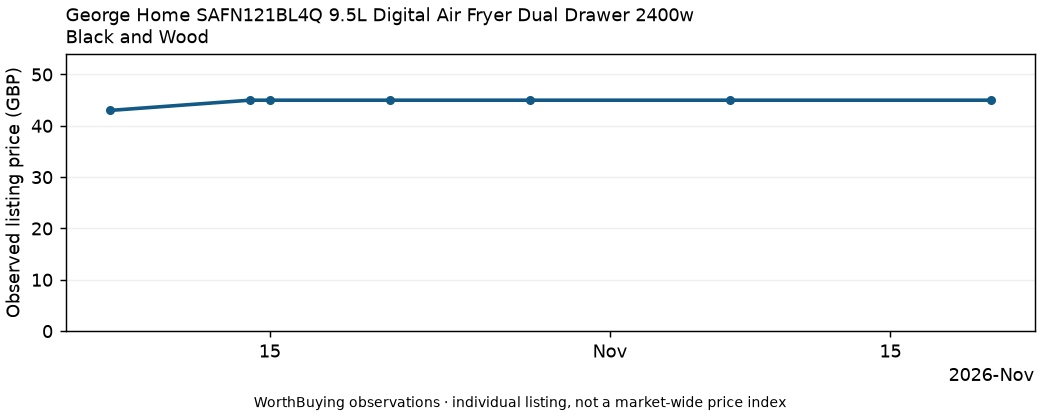 George Home SAFN121BL4Q 9.5L Digital Air Fryer Dual Drawer 2400w
Black and Wood
Observed listing price (GBP)
50
40
30
20
10
0
15
Nov
15
2026-Nov
WorthBuying observations · individual listing, not a market-wide price index